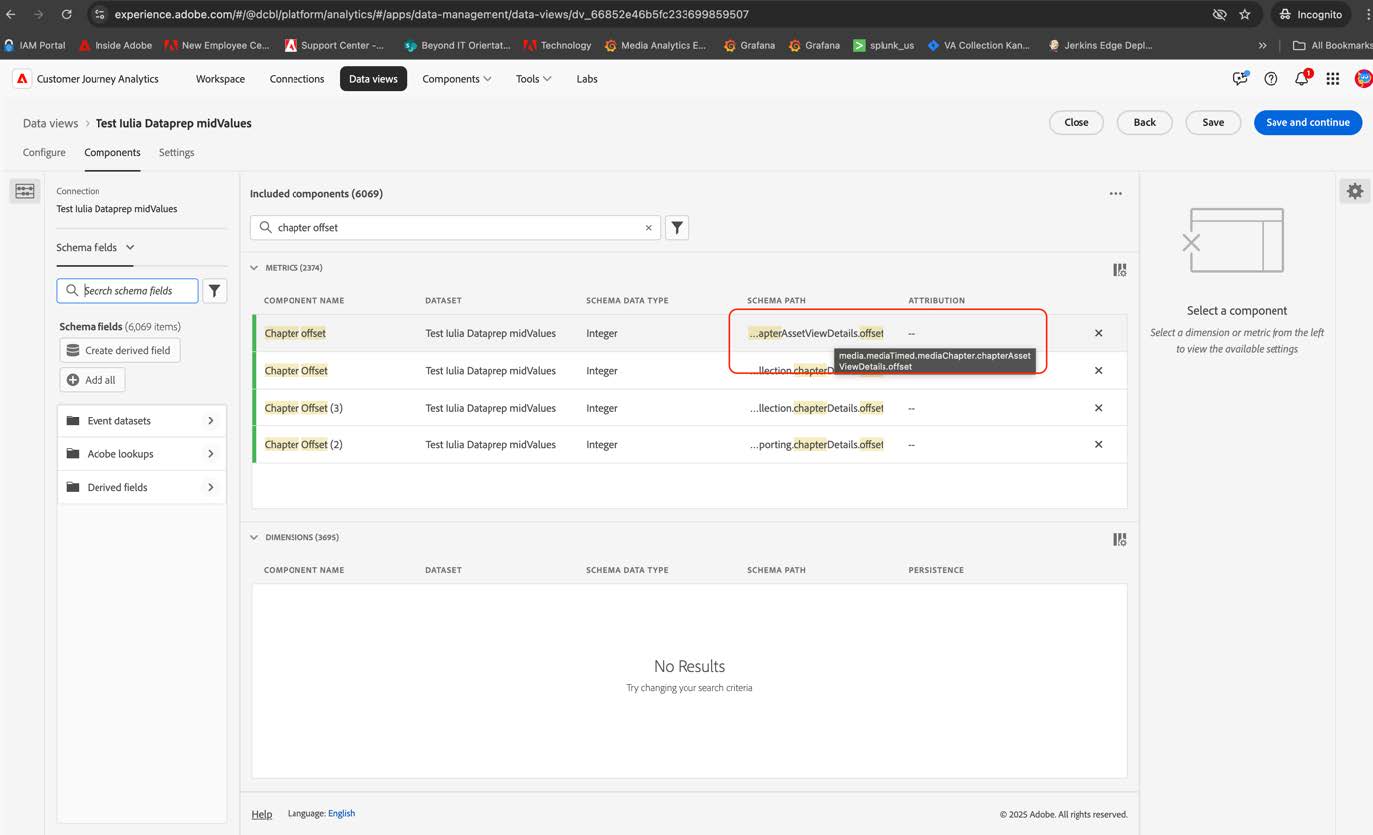 experience.adobe.com/#/@dcbl/platform/analytics/#/apps/data-management/data-views/dv_66852e46b5fc233699859507
Incognito
IAM Portal
Inside Adobe
New Employee Ce...
Support Center -...
Beyond IT Orientat...
Technology
Media Analytics E...
Grafana
Grafana
splunk_us
VA Collection Kan...
Jerkins Edge Depl...
All Bookmarks
Customer Journey Analytics
Workspace
Connections
Data views
Components
Tools
Labs
1
Data views > Test Iulia Dataprep midValues
Close
Back
Save
Save and continue
Configure
Components
Settings
Connection
Test Iulia Dataprep midValues
Schema fields
Search schema fields
Schema fields (6,069 items)
Create derived field
Add all
Event datasets
Acobe lookups
Derived fields
Included components (6069)
chapter offset
METRICS (2374)
COMPONENT NAME DATASET SCHEMA DATA TYPE SCHEMA PATH ATTRIBUTION
Chapter offset Test Iulia Dataprep midValues Integer ...apterAssetViewDetails.offset --
media.mediaTimed.mediaChapter.chapterAsset
ViewDetails.offset
Chapter Offset Test Iulia Dataprep midValues Integer ...llection.chapterD
Chapter Offset (3) Test Iulia Dataprep midValues Integer ...llection.chapterDetails.offset --
Chapter Offset (2) Test Iulia Dataprep midValues Integer ...porting.chapterDetails.offset --
DIMENSIONS (3695)
COMPONENT NAME DATASET SCHEMA DATA TYPE SCHEMA PATH PERSISTENCE
No Results
Try changing your search criteria
Select a component
Select a dimension or metric from the left
to view the available settings
Help
Language: English
© 2025 Adobe. All rights reserved.